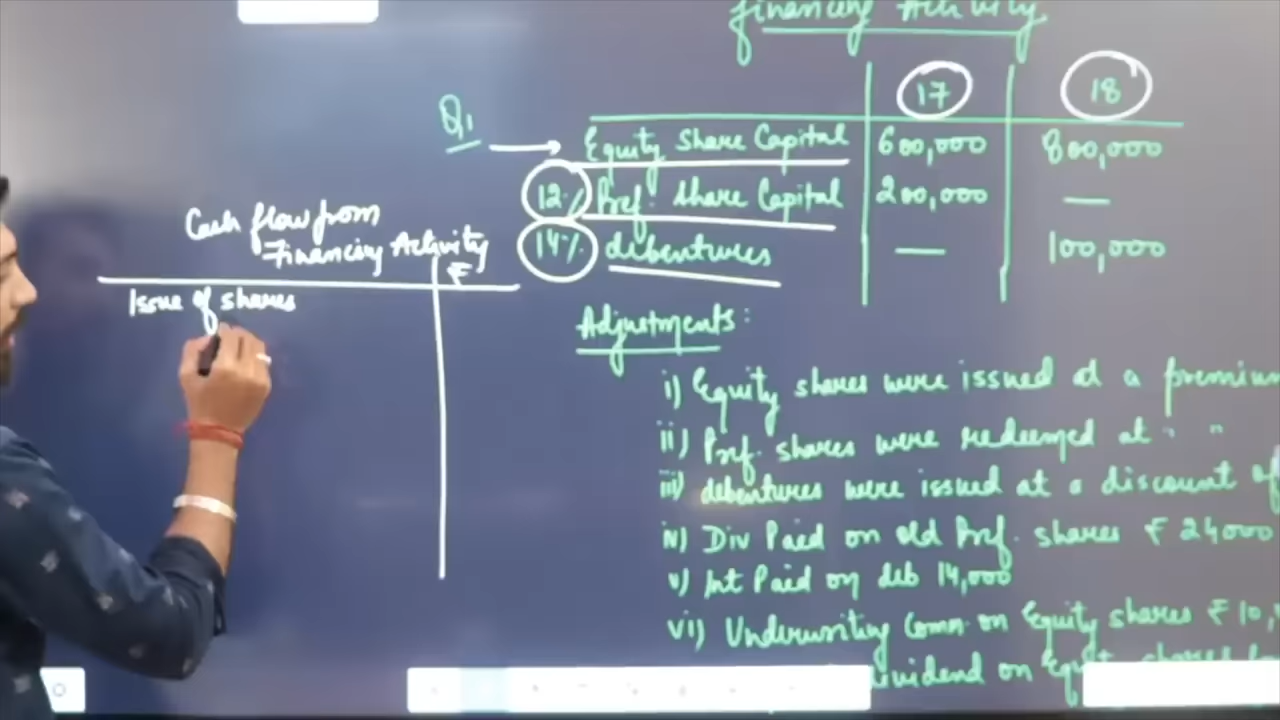 financing Activity
17 18
Q1 → Equity Share Capital 600,000 800,000
12% Pref. Share Capital 200,000 —
14% debentures — 100,000
Cash flow from
Financing Activity
₹
Issue of shares
Adjustments:
i) Equity shares were issued at a premium
ii) Pref. shares were redeemed at " "
iii) debentures were issued at a discount of
iv) Div Paid on old Pref. shares ₹ 24000
v) Int Paid on deb 14,000
vi) Underwriting Comm. on Equity shares ₹ 10,
dividend on